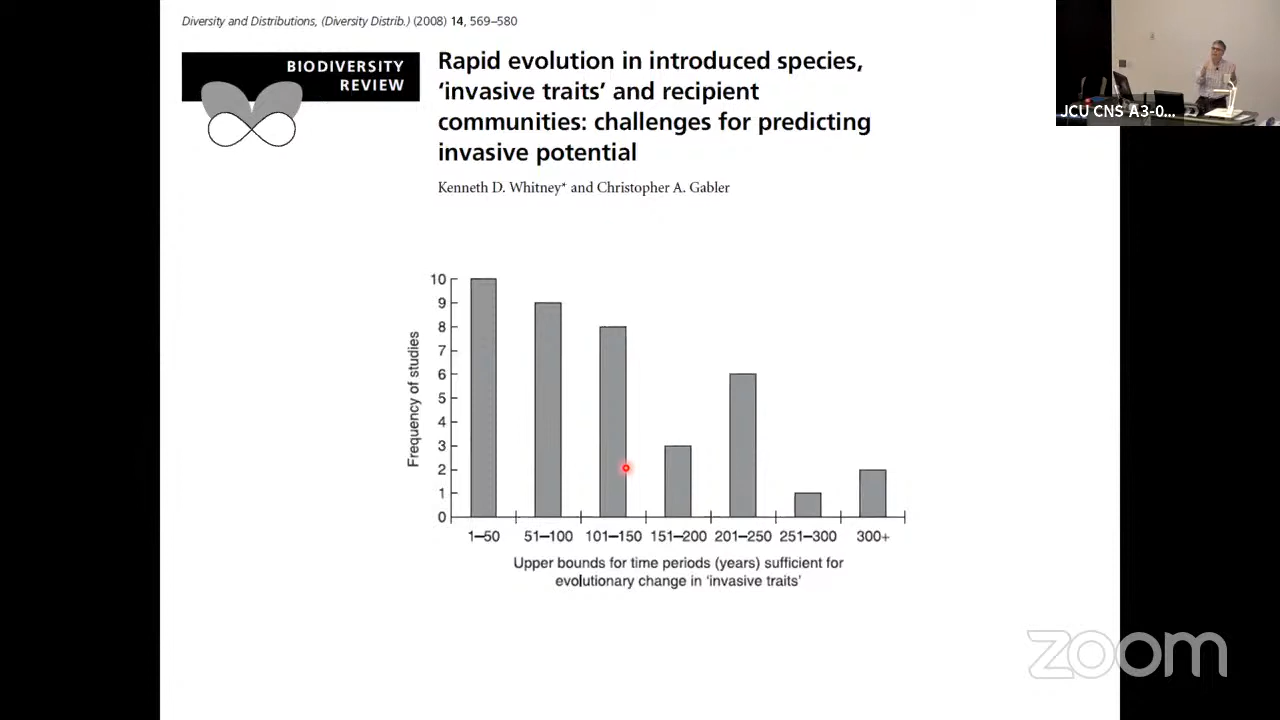 Diversity and Distributions, (Diversity Distrib.) (2008) 14, 569–580
BIODIVERSITY
REVIEW
Rapid evolution in introduced species,
‘invasive traits’ and recipient
communities: challenges for predicting
invasive potential
Kenneth D. Whitney* and Christopher A. Gabler
JCU CNS A3-0...
10
9
8
7
6
5
4
3
2
1
0
Frequency of studies
1–50 51–100 101–150 151–200 201–250 251–300 300+
Upper bounds for time periods (years) sufficient for
evolutionary change in ‘invasive traits’
zoom